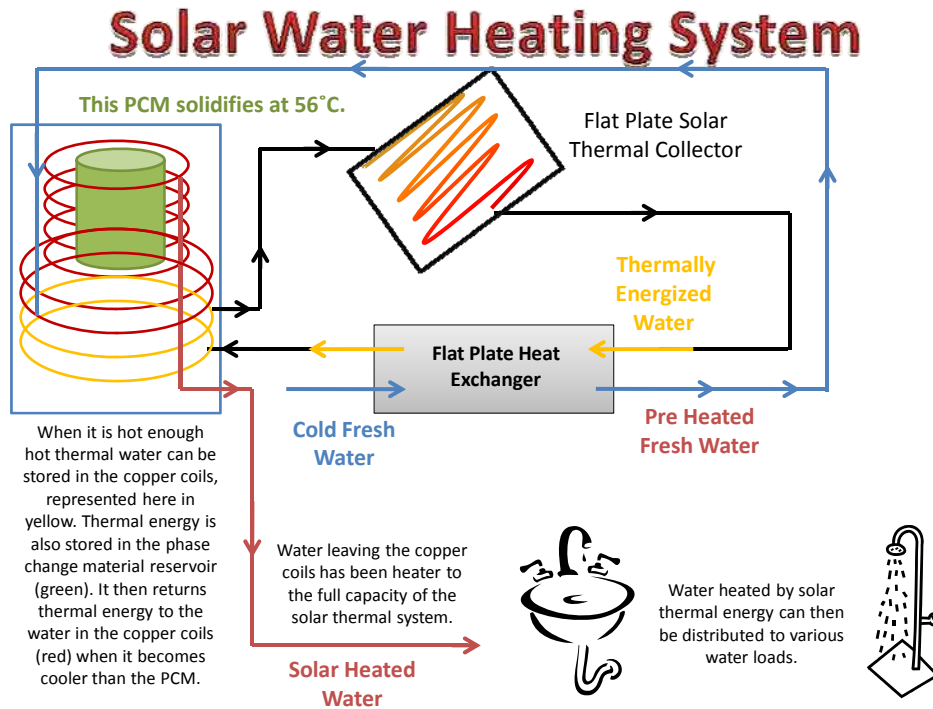 Solar Water Heating System
This PCM solidifies at 56˚C.
Flat Plate Solar
Thermal Collector
Thermally
Energized
Water
Flat Plate Heat
Exchanger
Cold Fresh
Water
Pre Heated
Fresh Water
When it is hot enough
hot thermal water can be
stored in the copper coils,
represented here in
yellow. Thermal energy is
also stored in the phase
change material reservoir
(green). It then returns
thermal energy to the
water in the copper coils
(red) when it becomes
cooler than the PCM.
Water leaving the copper
coils has been heater to
the full capacity of the
solar thermal system.
Solar Heated
Water
Water heated by solar
thermal energy can then
be distributed to various
water loads.